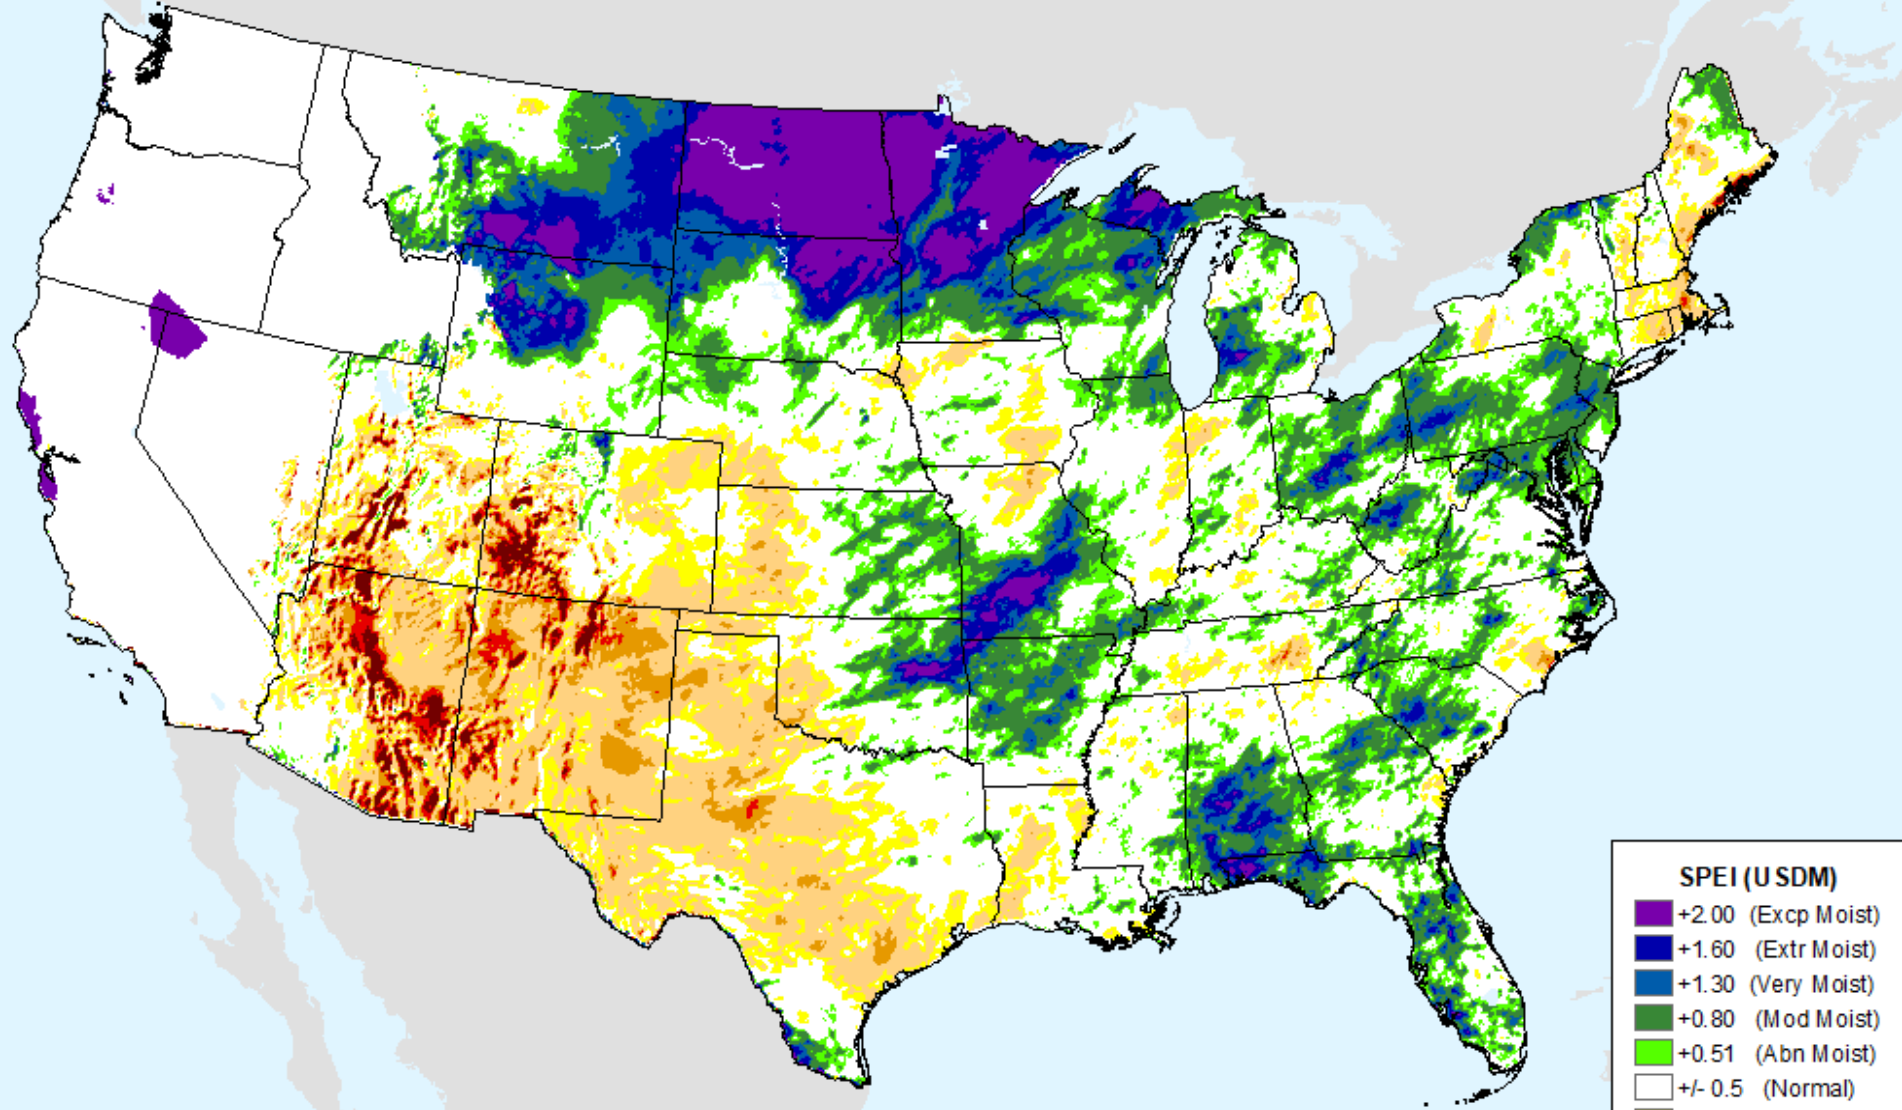 SPEI (USDM)
+2.00 (Excp Moist)
+1.60 (Extr Moist)
+1.30 (Very Moist)
+0.80 (Mod Moist)
+0.51 (Abn Moist)
+/- 0.5 (Normal)